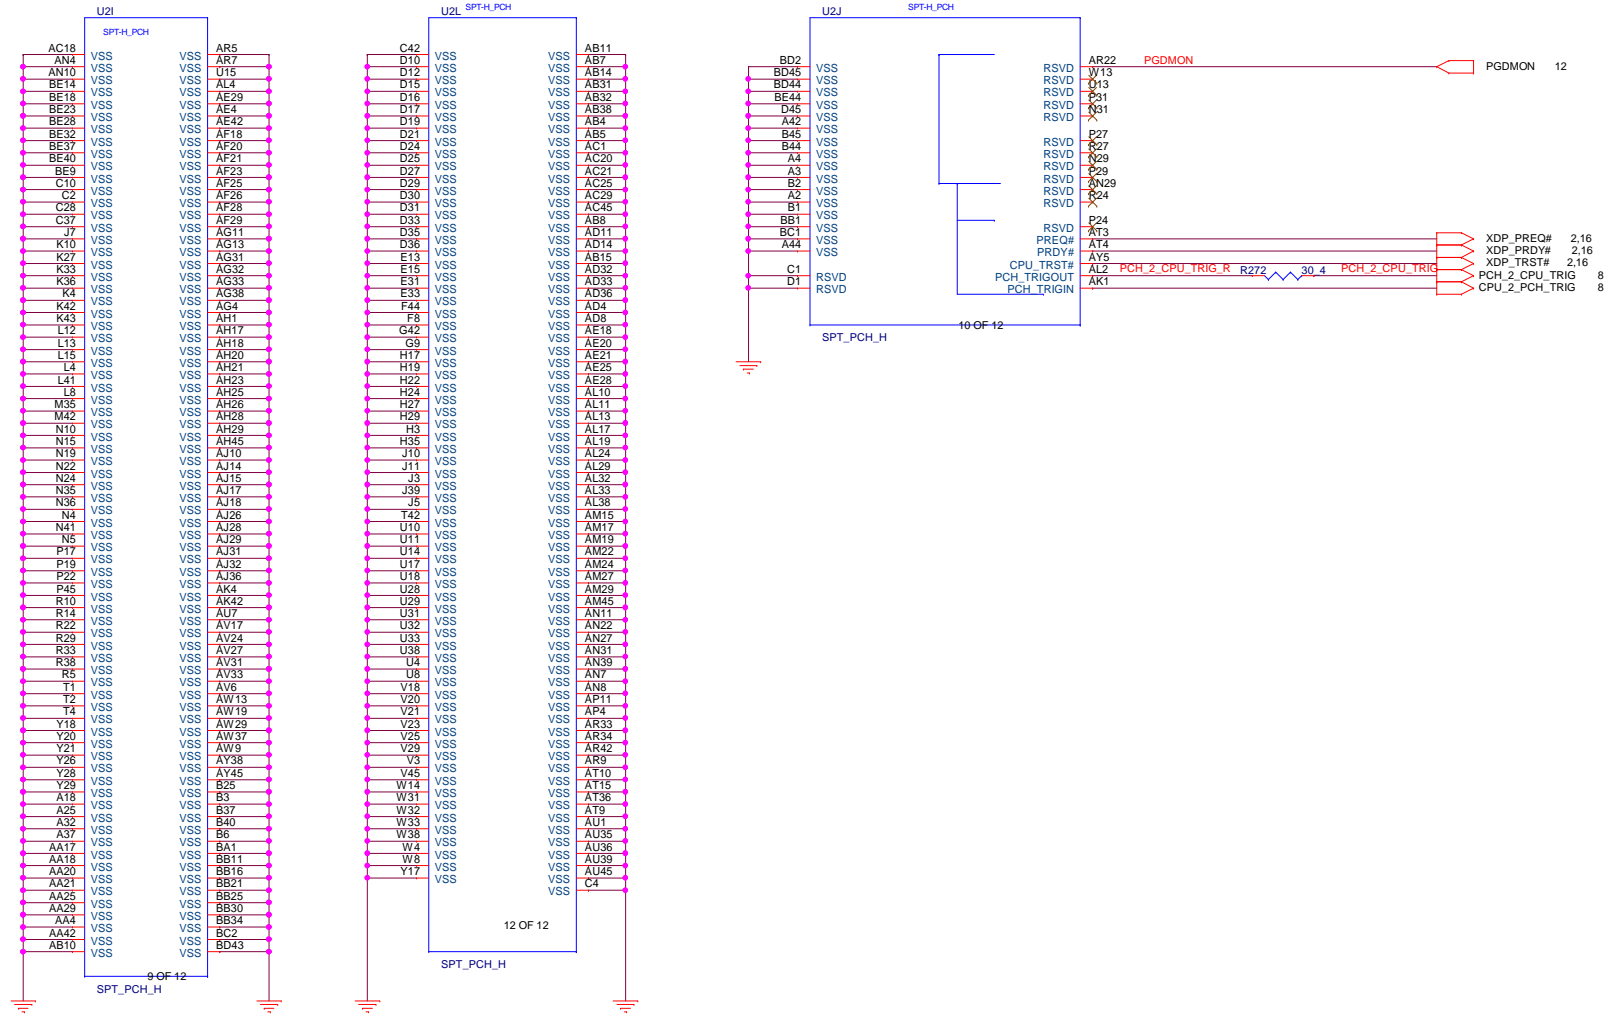 U2I
SPT-H_PCH
AC18 VSS VSS AR5
AN4 VSS VSS AR7
AN10 VSS VSS U15
BE14 VSS VSS AL4
BE18 VSS VSS AE29
BE23 VSS VSS AE4
BE28 VSS VSS AE42
BE32 VSS VSS AF18
BE37 VSS VSS AF20
BE40 VSS VSS AF21
BE9 VSS VSS AF23
C10 VSS VSS AF25
C2 VSS VSS AF26
C28 VSS VSS AF28
C37 VSS VSS AF29
J7 VSS VSS AG11
K10 VSS VSS AG13
K27 VSS VSS AG31
K33 VSS VSS AG32
K36 VSS VSS AG33
K4 VSS VSS AG38
K42 VSS VSS AG4
K43 VSS VSS AH1
L12 VSS VSS AH17
L13 VSS VSS AH18
L15 VSS VSS AH20
L4 VSS VSS AH21
L41 VSS VSS AH23
L8 VSS VSS AH25
M35 VSS VSS AH26
M42 VSS VSS AH28
N10 VSS VSS AH29
N15 VSS VSS AH45
N19 VSS VSS AJ10
N22 VSS VSS AJ14
N24 VSS VSS AJ15
N35 VSS VSS AJ17
N36 VSS VSS AJ18
N4 VSS VSS AJ26
N41 VSS VSS AJ28
N5 VSS VSS AJ29
P17 VSS VSS AJ31
P19 VSS VSS AJ32
P22 VSS VSS AJ36
P45 VSS VSS AK4
R10 VSS VSS AK42
R14 VSS VSS AU7
R22 VSS VSS AV17
R29 VSS VSS AV24
R33 VSS VSS AV27
R38 VSS VSS AV31
R5 VSS VSS AV33
T1 VSS VSS AV6
T2 VSS VSS AW13
T4 VSS VSS AW19
Y18 VSS VSS AW29
Y20 VSS VSS AW37
Y21 VSS VSS AW9
Y26 VSS VSS AY38
Y28 VSS VSS AY45
Y29 VSS VSS B25
A18 VSS VSS B3
A25 VSS VSS B37
A32 VSS VSS B40
A37 VSS VSS B6
AA17 VSS VSS BA1
AA18 VSS VSS BB11
AA20 VSS VSS BB16
AA21 VSS VSS BB21
AA25 VSS VSS BB25
AA29 VSS VSS BB30
AA4 VSS VSS BB34
AA42 VSS VSS BC2
AB10 VSS VSS BD43
9 OF 12
SPT_PCH_H
U2L
SPT-H_PCH
C42 VSS VSS AB11
D10 VSS VSS AB7
D12 VSS VSS AB14
D15 VSS VSS AB31
D16 VSS VSS AB32
D17 VSS VSS AB38
D19 VSS VSS AB4
D21 VSS VSS AB5
D24 VSS VSS AC1
D25 VSS VSS AC20
D27 VSS VSS AC21
D29 VSS VSS AC25
D30 VSS VSS AC29
D31 VSS VSS AC45
D33 VSS VSS AB8
D35 VSS VSS AD11
D36 VSS VSS AD14
E13 VSS VSS AB15
E15 VSS VSS AD32
E31 VSS VSS AD33
E33 VSS VSS AD36
F44 VSS VSS AD4
F8 VSS VSS AD8
G42 VSS VSS AE18
G9 VSS VSS AE20
H17 VSS VSS AE21
H19 VSS VSS AE25
H22 VSS VSS AE28
H24 VSS VSS AL10
H27 VSS VSS AL11
H29 VSS VSS AL13
H3 VSS VSS AL17
H35 VSS VSS AL19
J10 VSS VSS AL24
J11 VSS VSS AL29
J3 VSS VSS AL32
J39 VSS VSS AL33
J5 VSS VSS AL38
T42 VSS VSS AM15
U10 VSS VSS AM17
U11 VSS VSS AM19
U14 VSS VSS AM22
U17 VSS VSS AM24
U18 VSS VSS AM27
U28 VSS VSS AM29
U29 VSS VSS AM45
U31 VSS VSS AN11
U32 VSS VSS AN22
U33 VSS VSS AN27
U38 VSS VSS AN31
U4 VSS VSS AN39
U8 VSS VSS AN7
V18 VSS VSS AN8
V20 VSS VSS AP11
V21 VSS VSS AP4
V23 VSS VSS AR33
V25 VSS VSS AR34
V29 VSS VSS AR42
V3 VSS VSS AR9
V45 VSS VSS AT10
W14 VSS VSS AT15
W31 VSS VSS AT36
W32 VSS VSS AT9
W33 VSS VSS AU1
W38 VSS VSS AU35
W4 VSS VSS AU36
W8 VSS VSS AU39
Y17 VSS VSS AU45
VSS C4
12 OF 12
SPT_PCH_H
U2J
SPT-H_PCH
BD2 VSS RSVD AR22 PGDMON PGDMON 12
BD45 VSS RSVD W13
BD44 VSS RSVD U13
BE44 VSS RSVD P31
D45 VSS RSVD N31
A42 VSS
B45 VSS RSVD P27
B44 VSS RSVD R27
A4 VSS RSVD N29
A3 VSS RSVD P29
B2 VSS RSVD AN29
A2 VSS RSVD R24
B1 VSS
BB1 VSS RSVD P24
BC1 VSS PREQ# AT3 XDP_PREQ# 2,16
A44 VSS PRDY# AT4 XDP_PRDY# 2,16
CPU_TRST# AY5 XDP_TRST# 2,16
C1 RSVD PCH_TRIGOUT AL2 PCH_2_CPU_TRIG_R R272 30_4 PCH_2_CPU_TRIG PCH_2_CPU_TRIG 8
D1 RSVD PCH_TRIGIN AK1 CPU_2_PCH_TRIG 8
10 OF 12
SPT_PCH_H